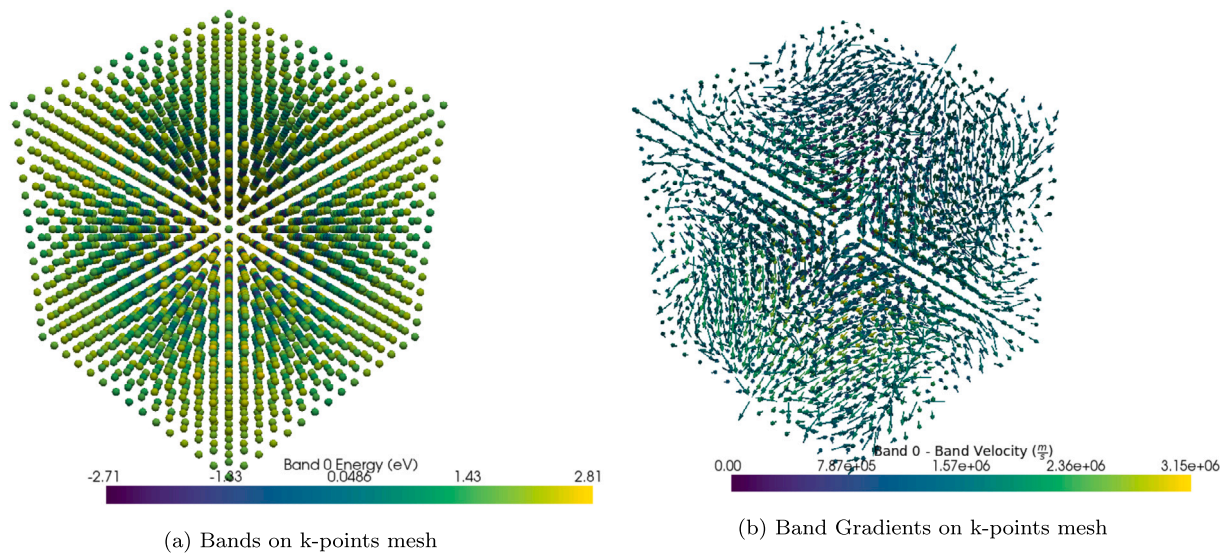 Band 0 Energy (eV)
-2.71 -1.33 0.0486 1.43 2.81
(a) Bands on k-points mesh
Band 0 - Band Velocity (m/s)
0.00 7.87e+05 1.57e+06 2.36e+06 3.15e+06
(b) Band Gradients on k-points mesh